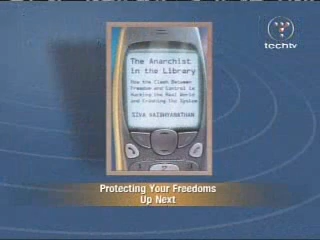 techtv
The Anarchist
in the Library
How the Clash Between
Freedom and Control is
Hacking the Real World
and Crashing the System
SIVA VAIDHYANATHAN
Protecting Your Freedoms
Up Next